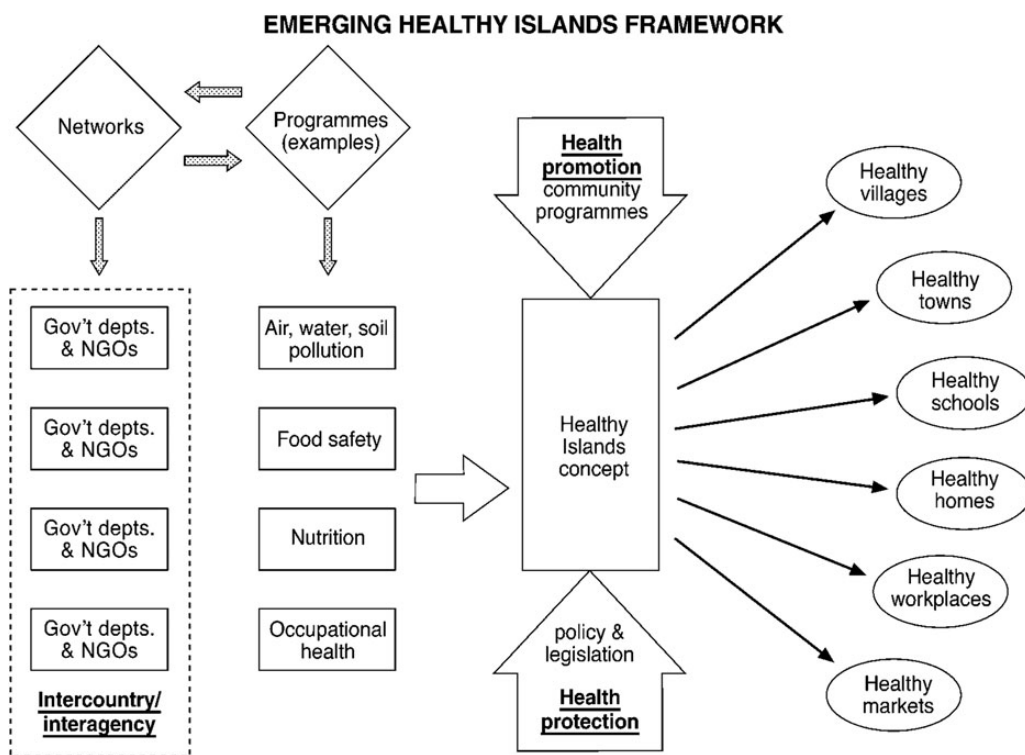 EMERGING HEALTHY ISLANDS FRAMEWORK
Networks
Programmes
(examples)
Gov't depts.
& NGOs
Gov't depts.
& NGOs
Gov't depts.
& NGOs
Gov't depts.
& NGOs
Intercountry/
interagency
Air, water, soil
pollution
Food safety
Nutrition
Occupational
health
Health
promotion
community
programmes
Healthy
Islands
concept
policy &
legislation
Health
protection
Healthy
villages
Healthy
towns
Healthy
schools
Healthy
homes
Healthy
workplaces
Healthy
markets